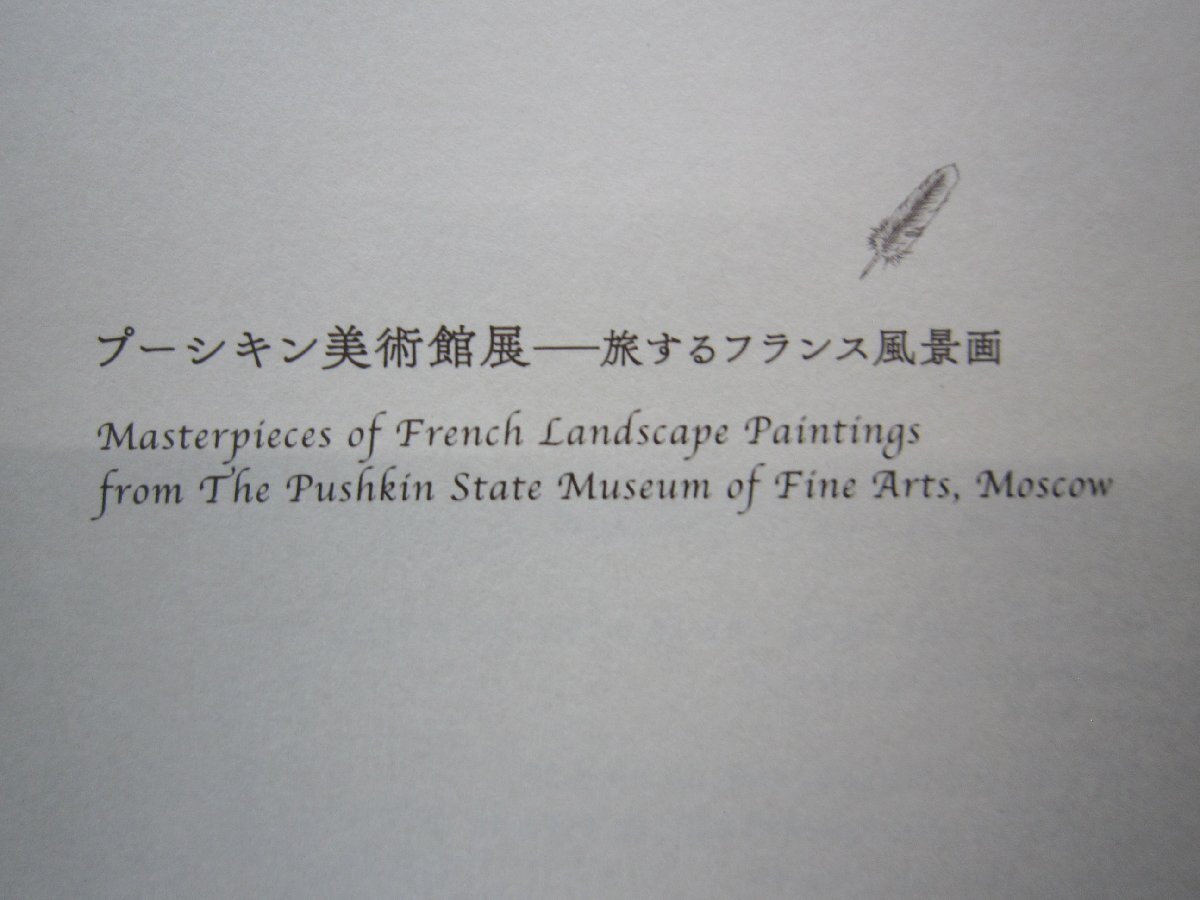 プーシキン美術館展──旅するフランス風景画
Masterpieces of French Landscape Paintings
from The Pushkin State Museum of Fine Arts, Moscow